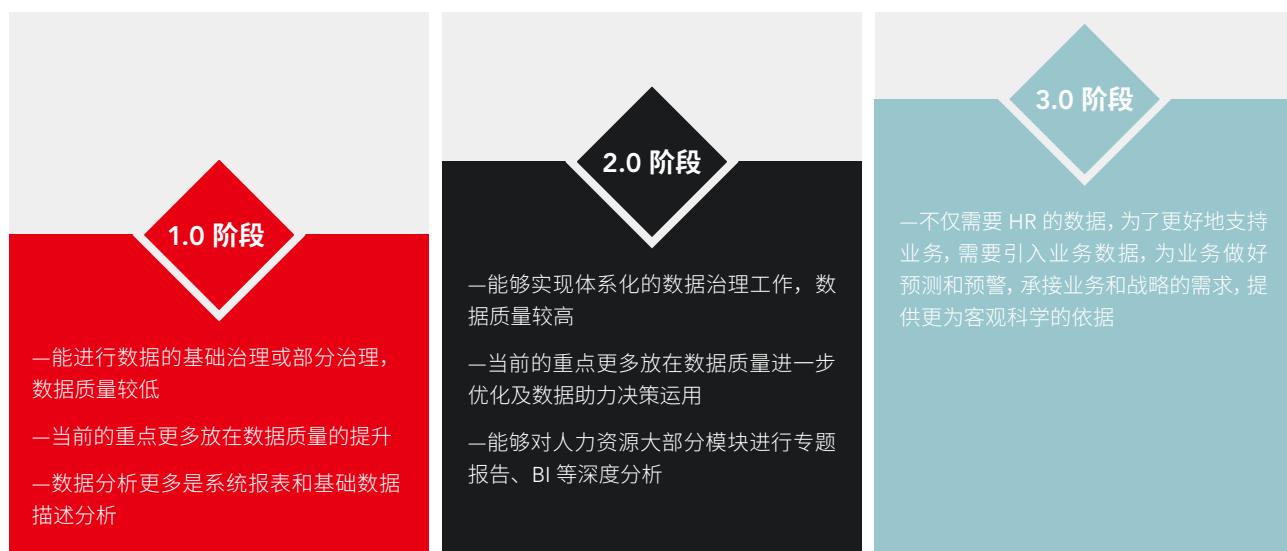 1.0 阶段
—能进行数据的基础治理或部分治理，
数据质量较低
—当前的重点更多放在数据质量的提升
—数据分析更多是系统报表和基础数据
描述分析
2.0 阶段
—能够实现体系化的数据治理工作，数
据质量较高
—当前的重点更多放在数据质量进一步
优化及数据助力决策运用
—能够对人力资源大部分模块进行专题
报告、BI 等深度分析
3.0 阶段
—不仅需要 HR 的数据，为了更好地支持
业务，需要引入业务数据，为业务做好
预测和预警，承接业务和战略的需求，提
供更为客观科学的依据